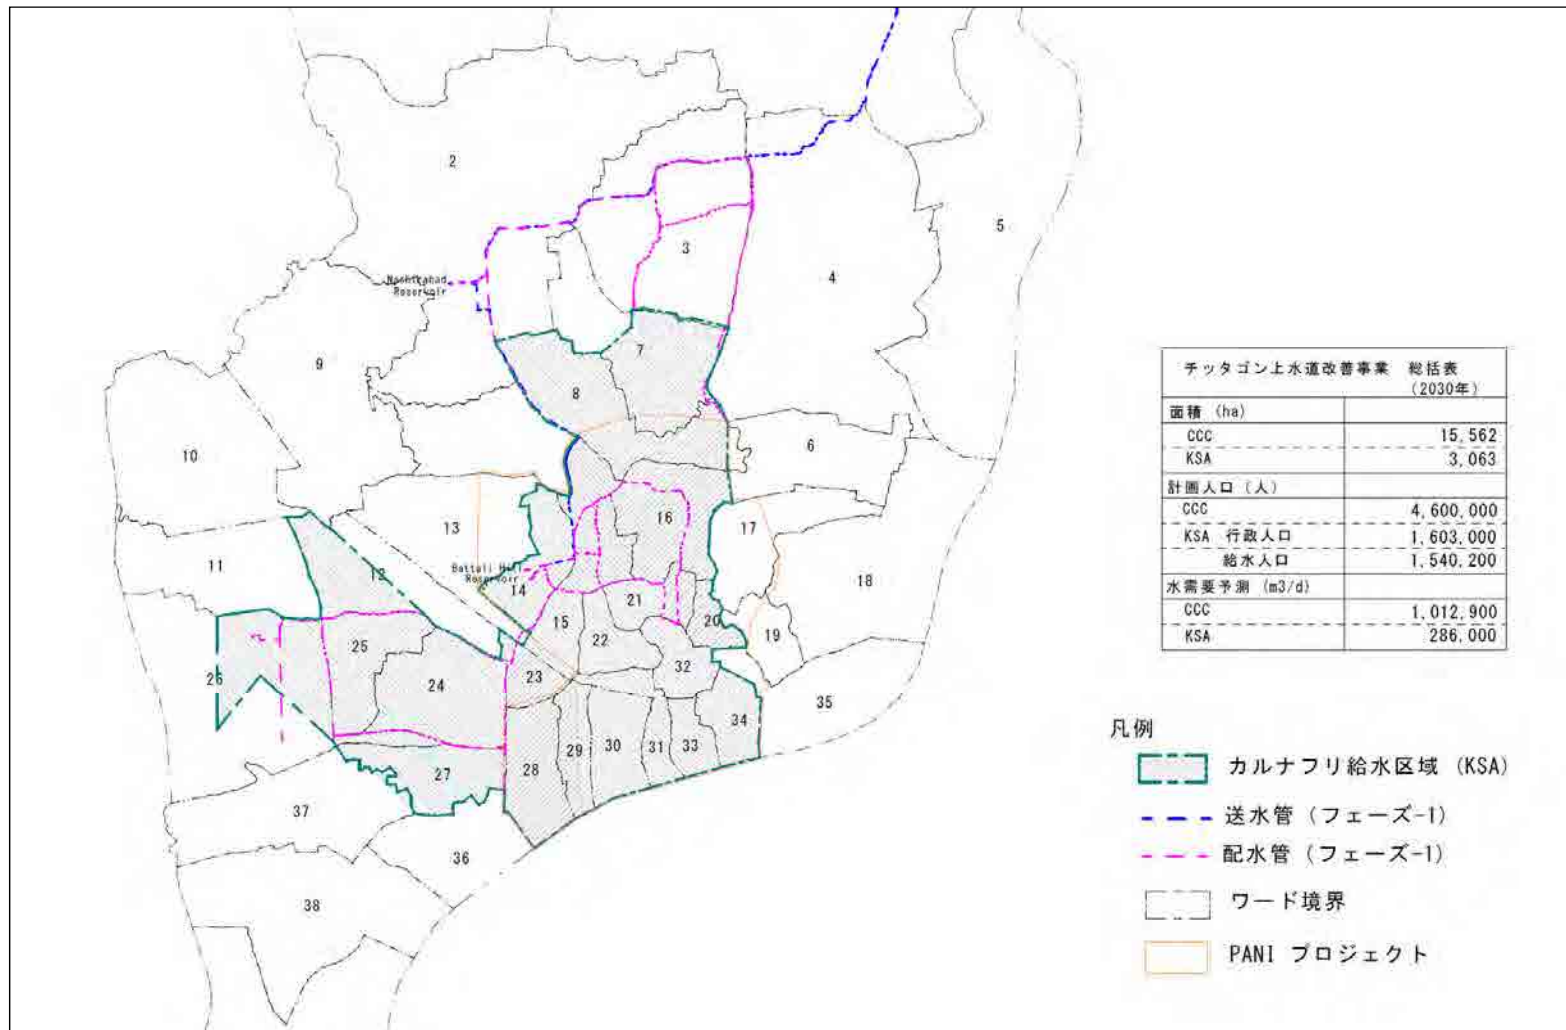 2
5
3
4
Nashirabad
Reservoir
7
9
8
6
10
13
16
17
11
12
Battali Hill
Reservoir
14
18
15
21
20
19
22
25
32
26
24
23
35
34
29
30
31
33
28
27
37
36
38
チッタゴン上水道改善事業 総括表
(2030年)
面積 (ha)
CCC 15,562
KSA 3,063
計画人口 (人)
CCC 4,600,000
KSA 行政人口 1,603,000
給水人口 1,540,200
水需要予測 (m3/d)
CCC 1,012,900
KSA 286,000
凡例
カルナフリ給水区域 (KSA)
送水管 (フェーズ-1)
配水管 (フェーズ-1)
ワード境界
PANI プロジェクト